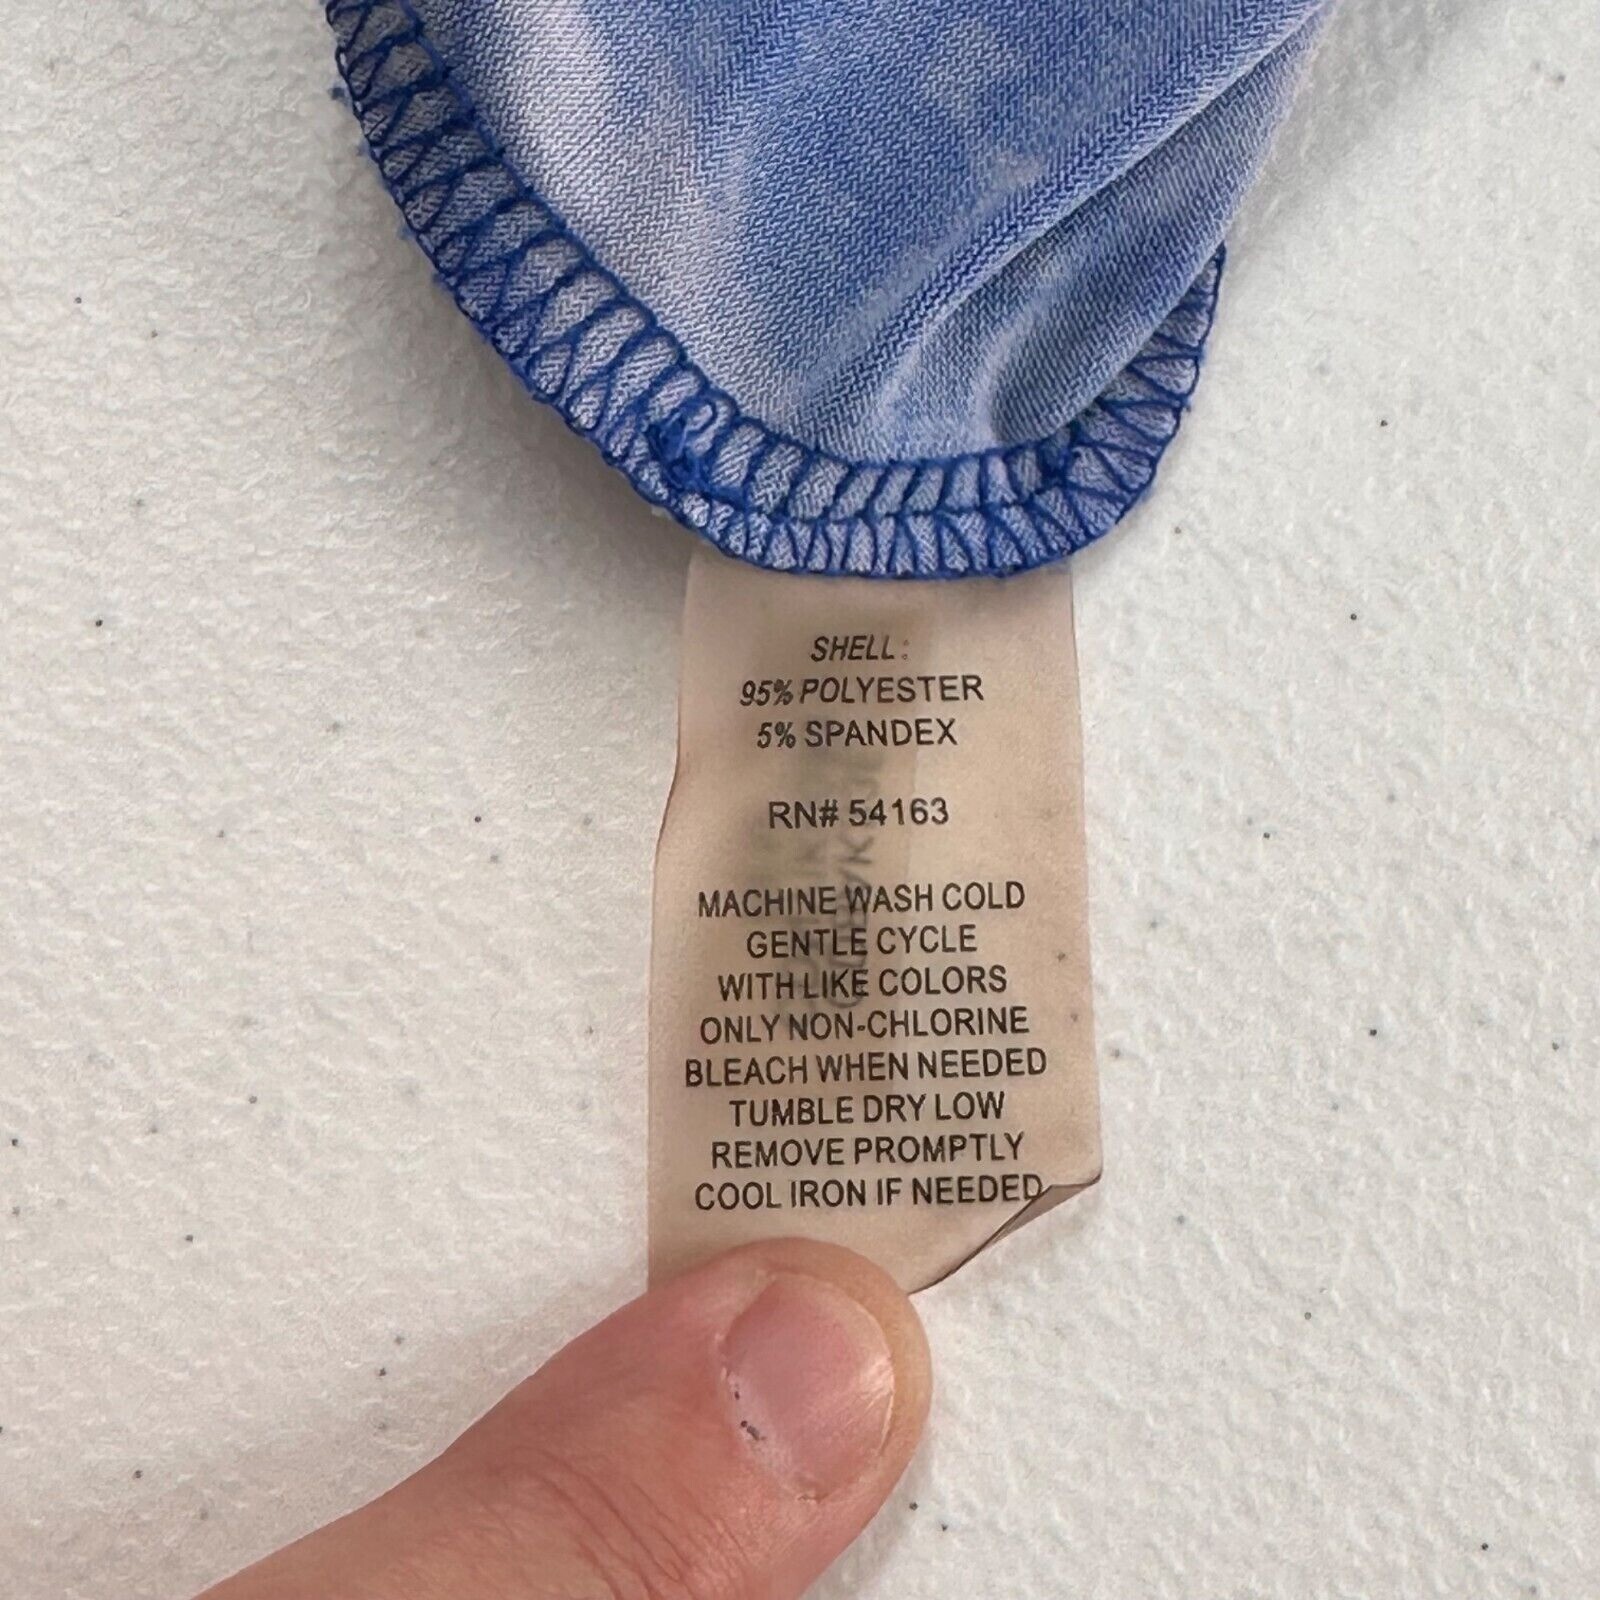 SHELL:
95% POLYESTER
5% SPANDEX
RN# 54163
MACHINE WASH COLD
GENTLE CYCLE
WITH LIKE COLORS
ONLY NON-CHLORINE
BLEACH WHEN NEEDED
TUMBLE DRY LOW
REMOVE PROMPTLY
COOL IRON IF NEEDED